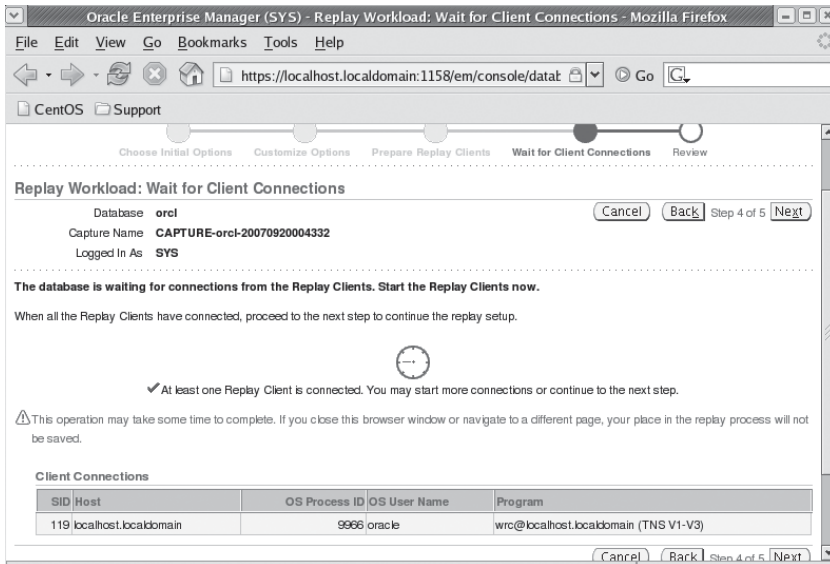 Oracle Enterprise Manager (SYS) - Replay Workload: Wait for Client Connections - Mozilla Firefox
File Edit View Go Bookmarks Tools Help
https://localhost.localdomain:1158/em/console/datab Go G
CentOS Support
Choose Initial Options Customize Options Prepare Replay Clients Wait for Client Connections Review
Replay Workload: Wait for Client Connections
Database orcl Cancel Back Step 4 of 5 Next
Capture Name CAPTURE-orcl-20070920004332
Logged In As SYS
The database is waiting for connections from the Replay Clients. Start the Replay Clients now.
When all the Replay Clients have connected, proceed to the next step to continue the replay setup.
At least one Replay Client is connected. You may start more connections or continue to the next step.
This operation may take some time to complete. If you close this browser window or navigate to a different page, your place in the replay process will not
be saved.
Client Connections
SID Host OS Process ID OS User Name Program
119 localhost.localdomain 9966 oracle wrc@localhost.localdomain (TNS V1-V3)
Cancel Back Step 4 of 5 Next